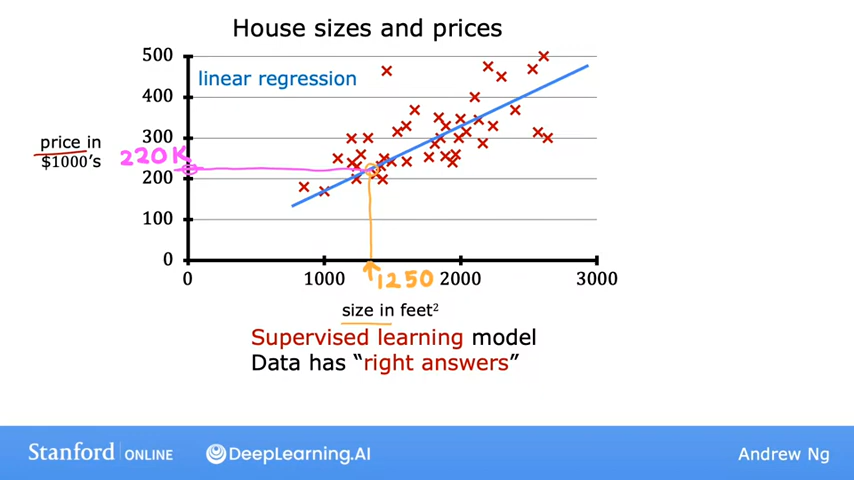 House sizes and prices
500
linear regression
400
price in
$1000's
300
220K
200
100
0
0 1000 2000 3000
1250
size in feet²
Supervised learning model
Data has “right answers”
Stanford ONLINE DeepLearning.AI Andrew Ng